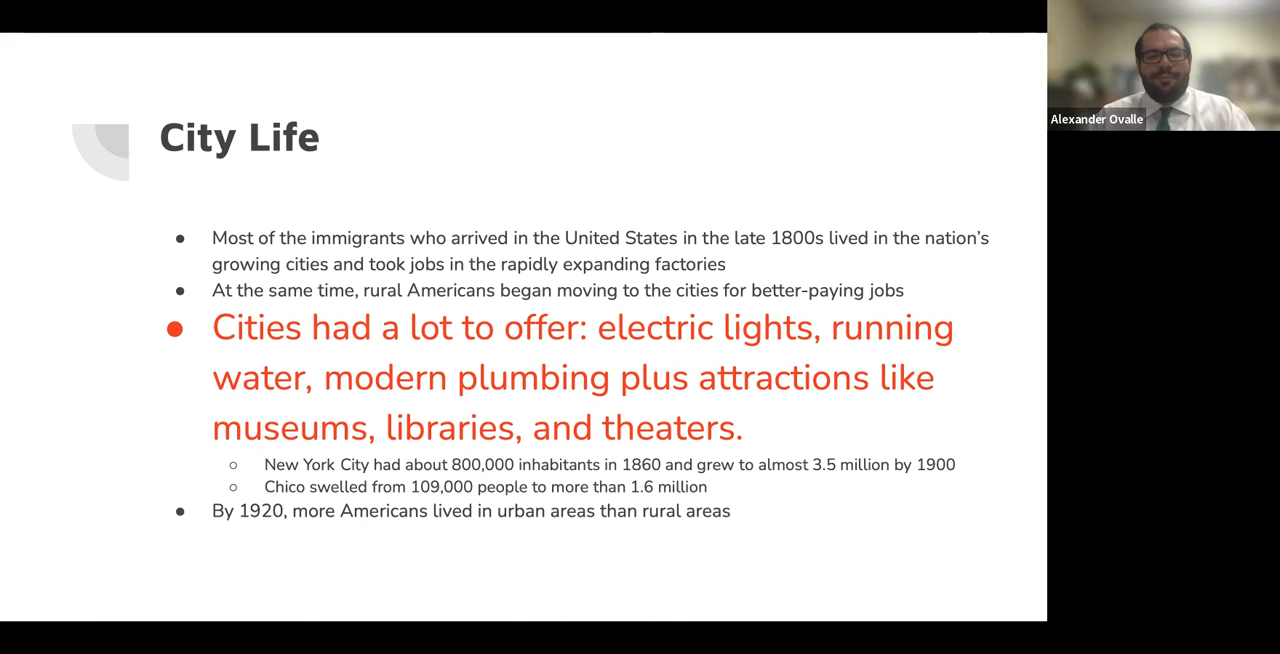 City Life
● Most of the immigrants who arrived in the United States in the late 1800s lived in the nation's
growing cities and took jobs in the rapidly expanding factories
● At the same time, rural Americans began moving to the cities for better-paying jobs
● Cities had a lot to offer: electric lights, running
water, modern plumbing plus attractions like
museums, libraries, and theaters.
○ New York City had about 800,000 inhabitants in 1860 and grew to almost 3.5 million by 1900
○ Chico swelled from 109,000 people to more than 1.6 million
● By 1920, more Americans lived in urban areas than rural areas
Alexander Ovalle